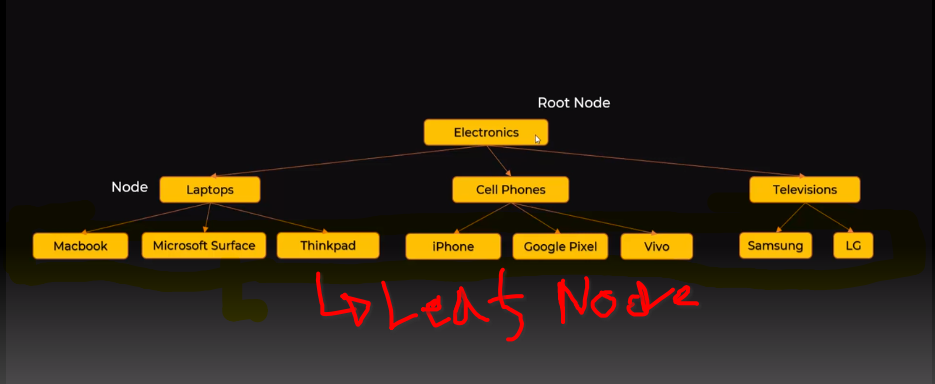 Root Node
Electronics
Node Laptops Cell Phones Televisions
Macbook Microsoft Surface Thinkpad iPhone Google Pixel Vivo Samsung LG
Leaf Node